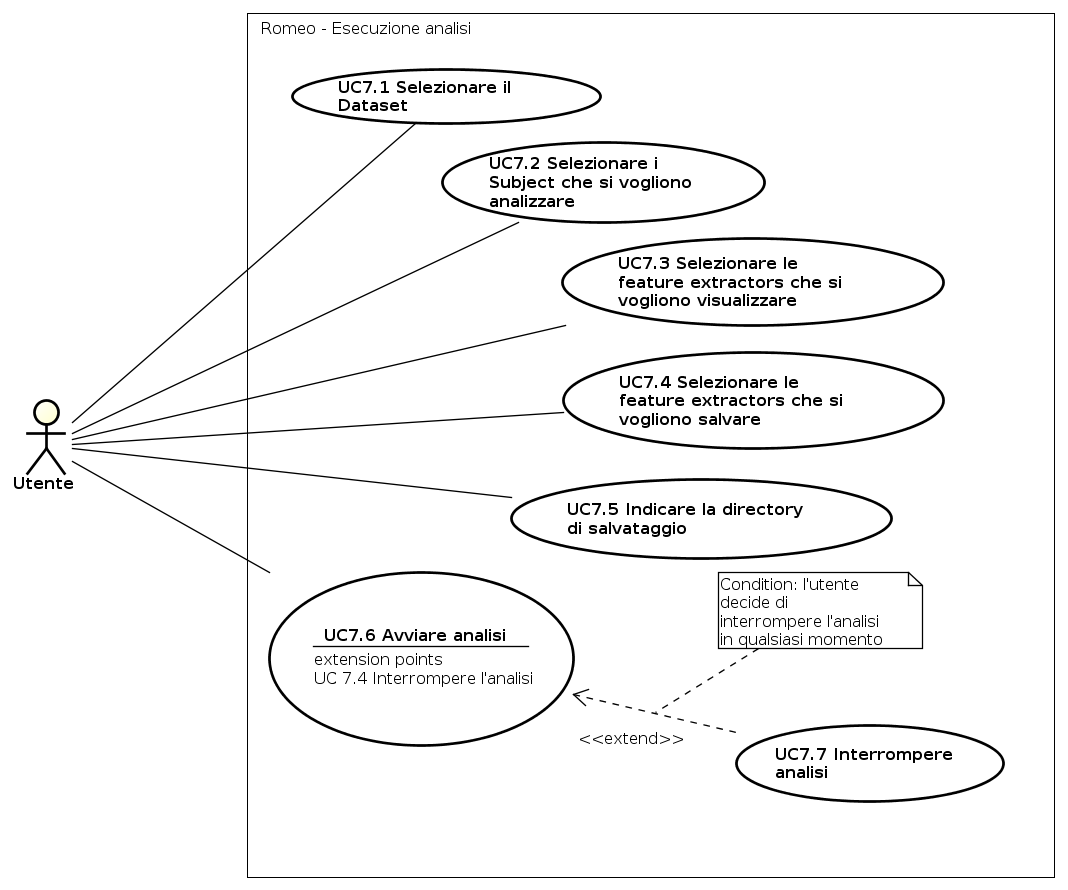 Romeo - Esecuzione analisi
UC7.1 Selezionare il
Dataset
UC7.2 Selezionare i
Subject che si vogliono
analizzare
UC7.3 Selezionare le
feature extractors che si
vogliono visualizzare
UC7.4 Selezionare le
feature extractors che si
vogliono salvare
Utente
UC7.5 Indicare la directory
di salvataggio
Condition: l'utente
decide di
interrompere l'analisi
in qualsiasi momento
UC7.6 Avviare analisi
extension points
UC 7.4 Interrompere l'analisi
<<extend>>
UC7.7 Interrompere
analisi